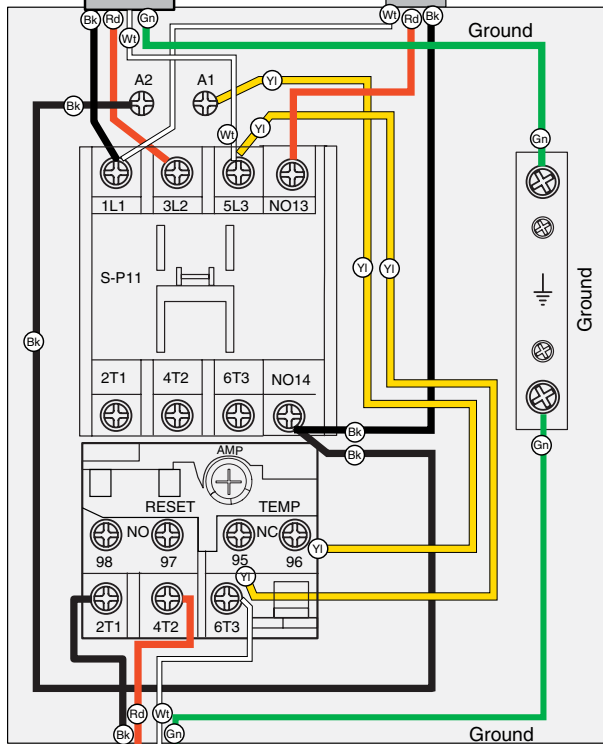 Bk Rd Gn Wt Rd Bk
Wt
Ground
A2 A1
Yl
Bk
Yl
Wt
Gn
1L1 3L2 5L3 NO13
S-P11
Yl Yl
Ground
Bk
2T1 4T2 6T3 NO14
Bk
Gn
AMP
Bk
RESET TEMP
NO NC
98 97 95 96
Yl
Yl
2T1 4T2 6T3
Rd Wt
Bk Gn
Ground